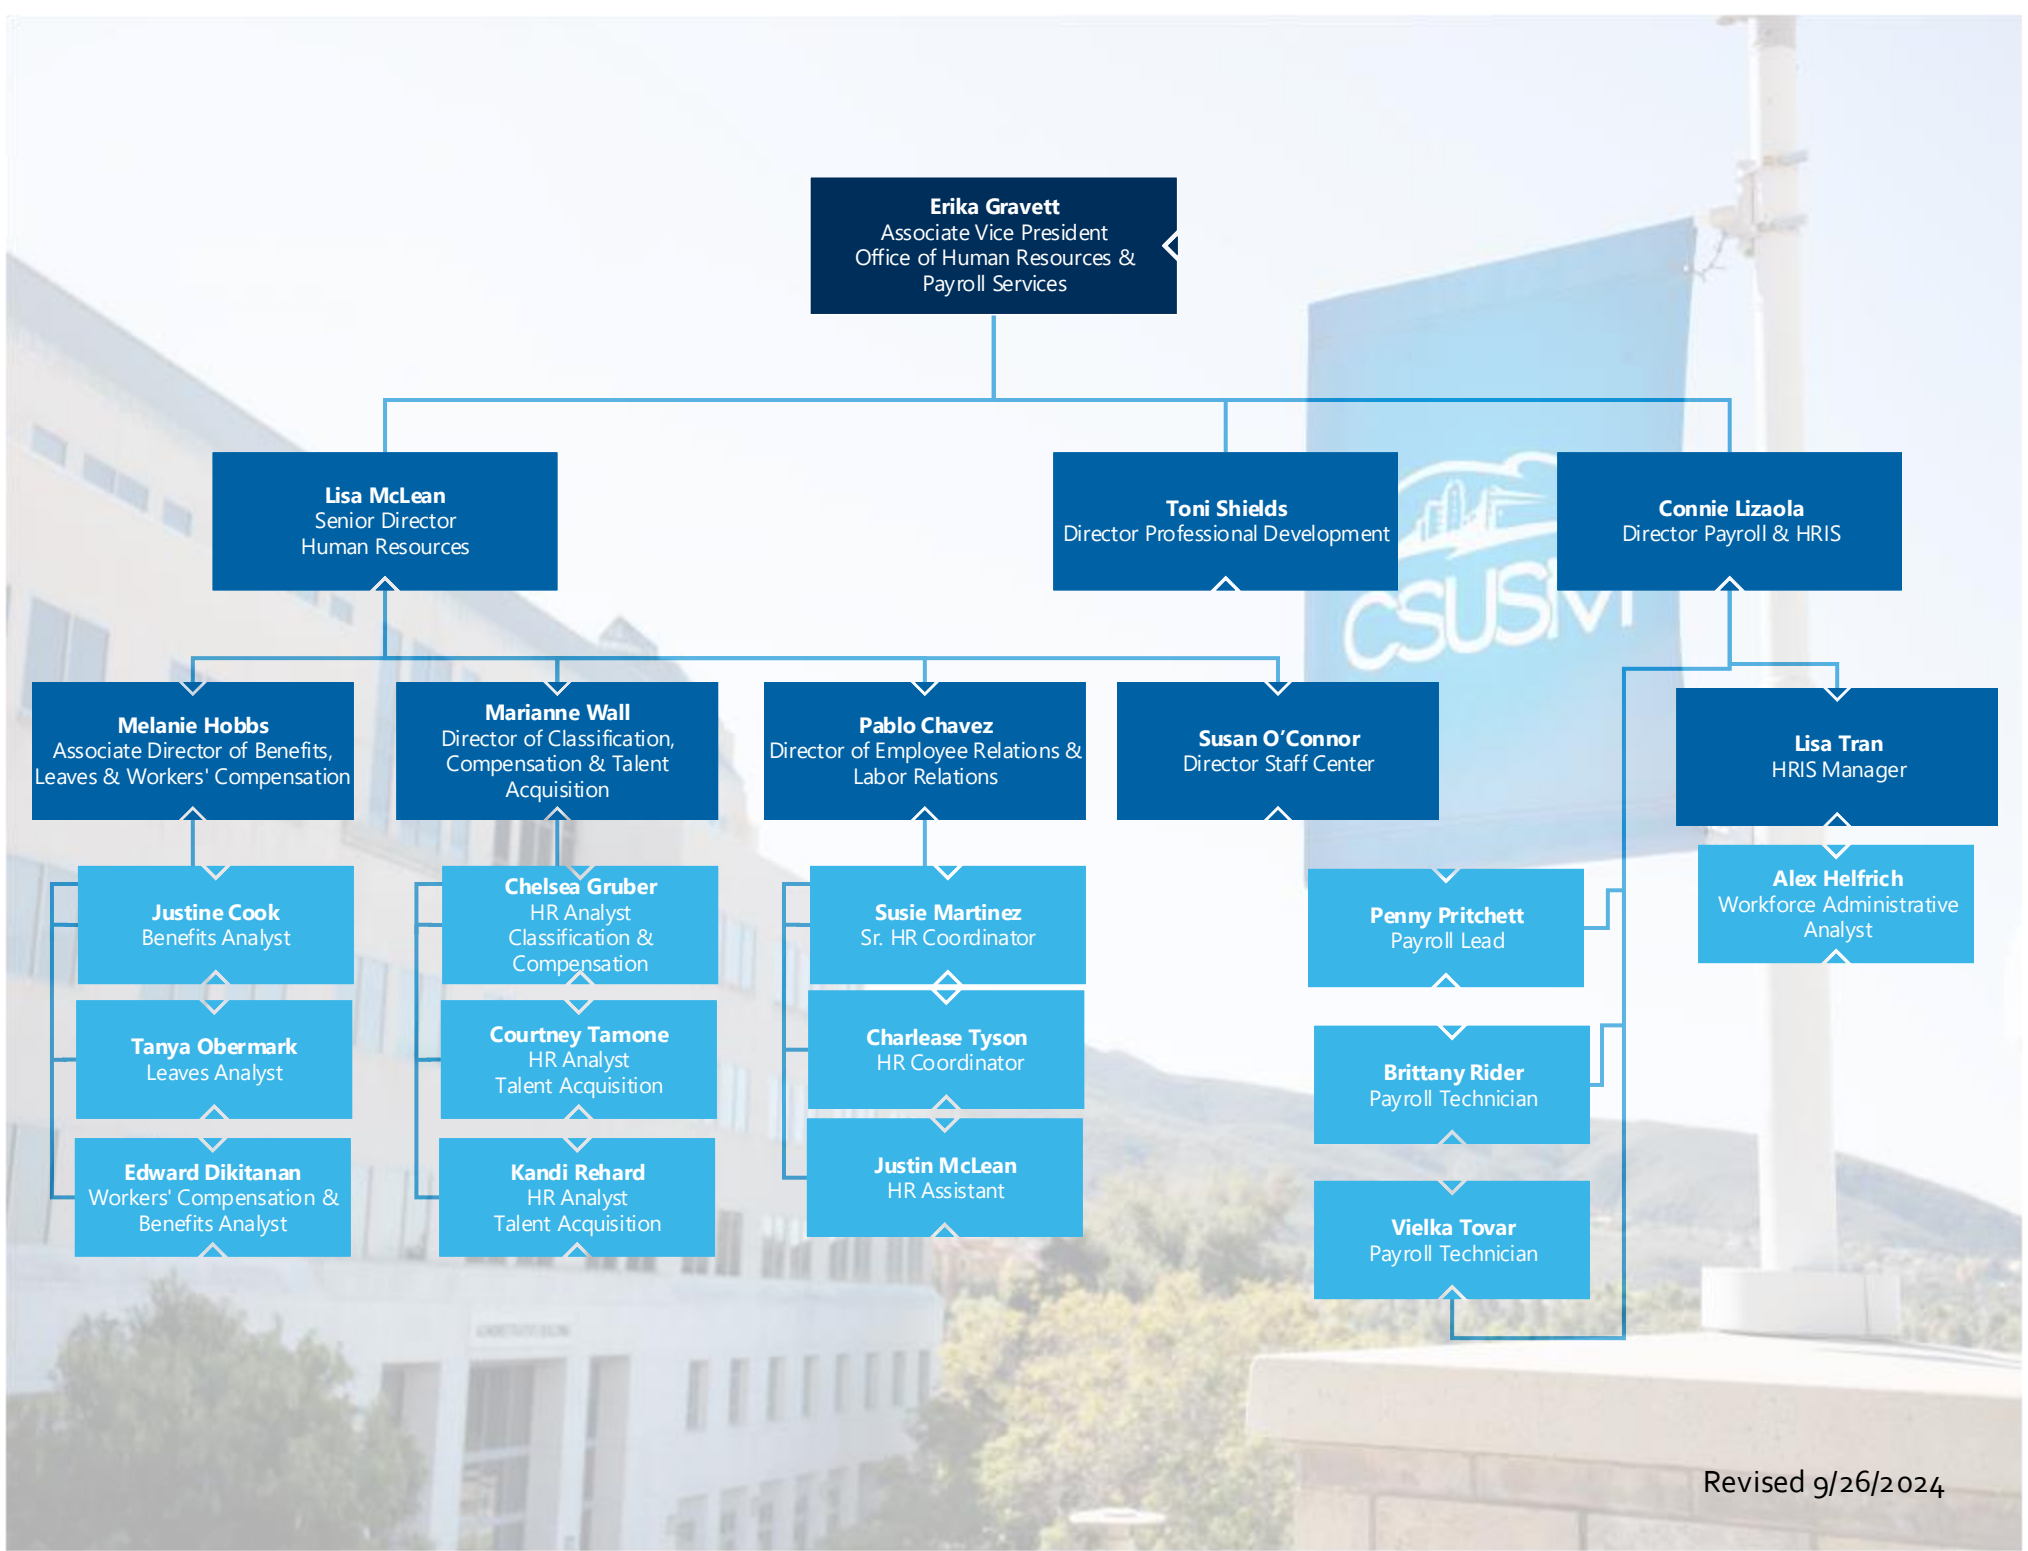 Erika Gravett
Associate Vice President
Office of Human Resources &
Payroll Services
Lisa McLean
Senior Director
Human Resources
Toni Shields
Director Professional Development
Connie Lizaola
Director Payroll & HRIS
CSUSM
Melanie Hobbs
Associate Director of Benefits,
Leaves & Workers' Compensation
Marianne Wall
Director of Classification,
Compensation & Talent
Acquisition
Pablo Chavez
Director of Employee Relations &
Labor Relations
Susan O’Connor
Director Staff Center
Lisa Tran
HRIS Manager
Justine Cook
Benefits Analyst
Chelsea Gruber
HR Analyst
Classification &
Compensation
Susie Martinez
Sr. HR Coordinator
Penny Pritchett
Payroll Lead
Alex Helfrich
Workforce Administrative
Analyst
Tanya Obermark
Leaves Analyst
Courtney Tamone
HR Analyst
Talent Acquisition
Charlease Tyson
HR Coordinator
Brittany Rider
Payroll Technician
Edward Dikitanan
Workers' Compensation &
Benefits Analyst
Kandi Rehard
HR Analyst
Talent Acquisition
Justin McLean
HR Assistant
Vielka Tovar
Payroll Technician
Revised 9/26/2024